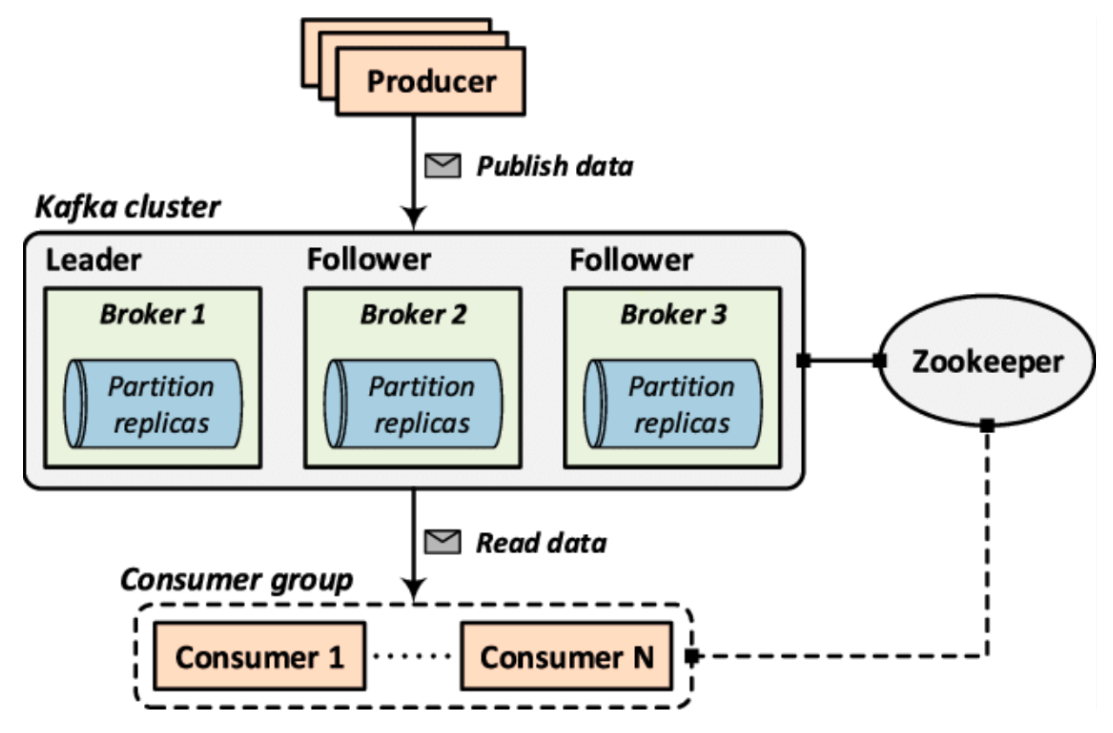 Producer
Publish data
Kafka cluster
Leader
Follower
Follower
Broker 1
Broker 2
Broker 3
Partition
replicas
Partition
replicas
Partition
replicas
Zookeeper
Read data
Consumer group
Consumer 1
Consumer N